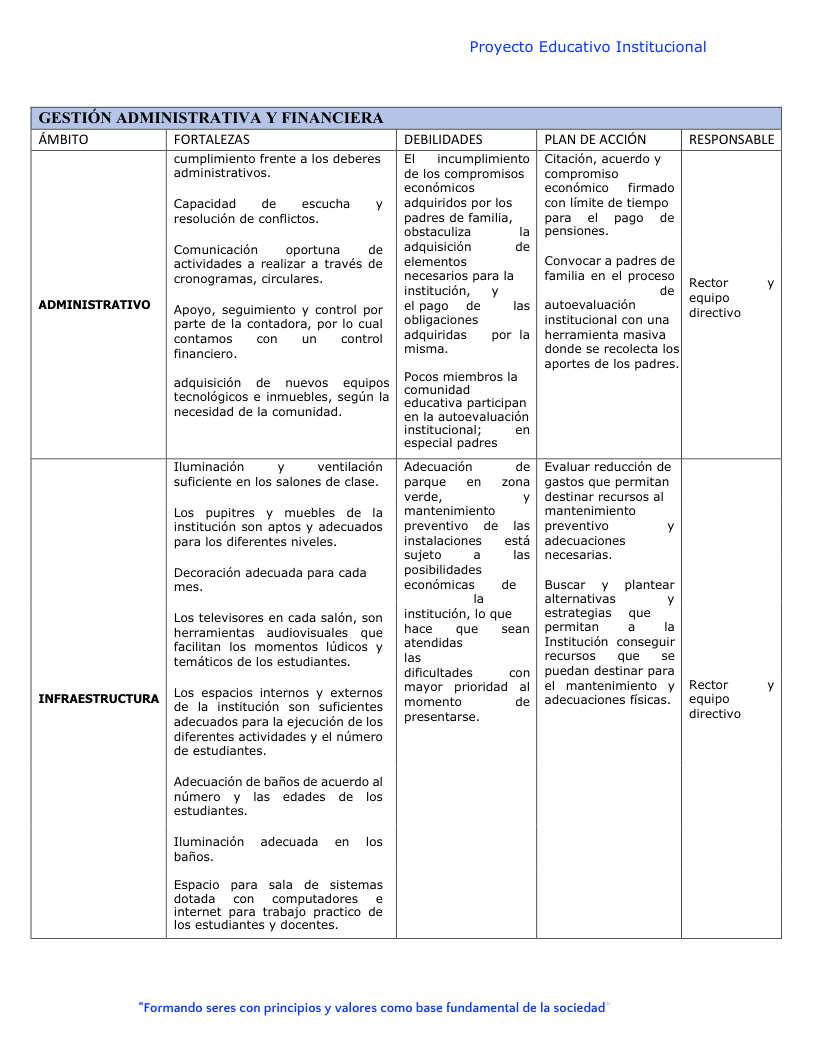 Proyecto Educativo Institucional
GESTIÓN ADMINISTRATIVA Y FINANCIERA
ÁMBITO FORTALEZAS DEBILIDADES PLAN DE ACCIÓN RESPONSABLE
ADMINISTRATIVO
cumplimiento frente a los deberes
administrativos.
Capacidad de escucha y
resolución de conflictos.
Comunicación oportuna de
actividades a realizar a través de
cronogramas, circulares.
Apoyo, seguimiento y control por
parte de la contadora, por lo cual
contamos con un control
financiero.
adquisición de nuevos equipos
tecnológicos e inmuebles, según la
necesidad de la comunidad.
El incumplimiento
de los compromisos
económicos
adquiridos por los
padres de familia,
obstaculiza la
adquisición de
elementos
necesarios para la
institución, y
el pago de las
obligaciones
adquiridas por la
misma.
Pocos miembros la
comunidad
educativa participan
en la autoevaluación
institucional; en
especial padres
Citación, acuerdo y
compromiso
económico firmado
con límite de tiempo
para el pago de
pensiones.
Convocar a padres de
familia en el proceso
de
autoevaluación
institucional con una
herramienta masiva
donde se recolecta los
aportes de los padres.
Rector y
equipo
directivo
INFRAESTRUCTURA
Iluminación y ventilación
suficiente en los salones de clase.
Los pupitres y muebles de la
institución son aptos y adecuados
para los diferentes niveles.
Decoración adecuada para cada
mes.
Los televisores en cada salón, son
herramientas audiovisuales que
facilitan los momentos lúdicos y
temáticos de los estudiantes.
Los espacios internos y externos
de la institución son suficientes
adecuados para la ejecución de los
diferentes actividades y el número
de estudiantes.
Adecuación de baños de acuerdo al
número y las edades de los
estudiantes.
Iluminación adecuada en los
baños.
Espacio para sala de sistemas
dotada con computadores e
internet para trabajo practico de
los estudiantes y docentes.
Adecuación de
parque en zona
verde, y
mantenimiento
preventivo de las
instalaciones está
sujeto a las
posibilidades
económicas de
la
institución, lo que
hace que sean
atendidas
las
dificultades con
mayor prioridad al
momento de
presentarse.
Evaluar reducción de
gastos que permitan
destinar recursos al
mantenimiento
preventivo y
adecuaciones
necesarias.
Buscar y plantear
alternativas y
estrategias que
permitan a la
Institución conseguir
recursos que se
puedan destinar para
el mantenimiento y
adecuaciones físicas.
Rector y
equipo
directivo
"Formando seres con principios y valores como base fundamental de la sociedad"